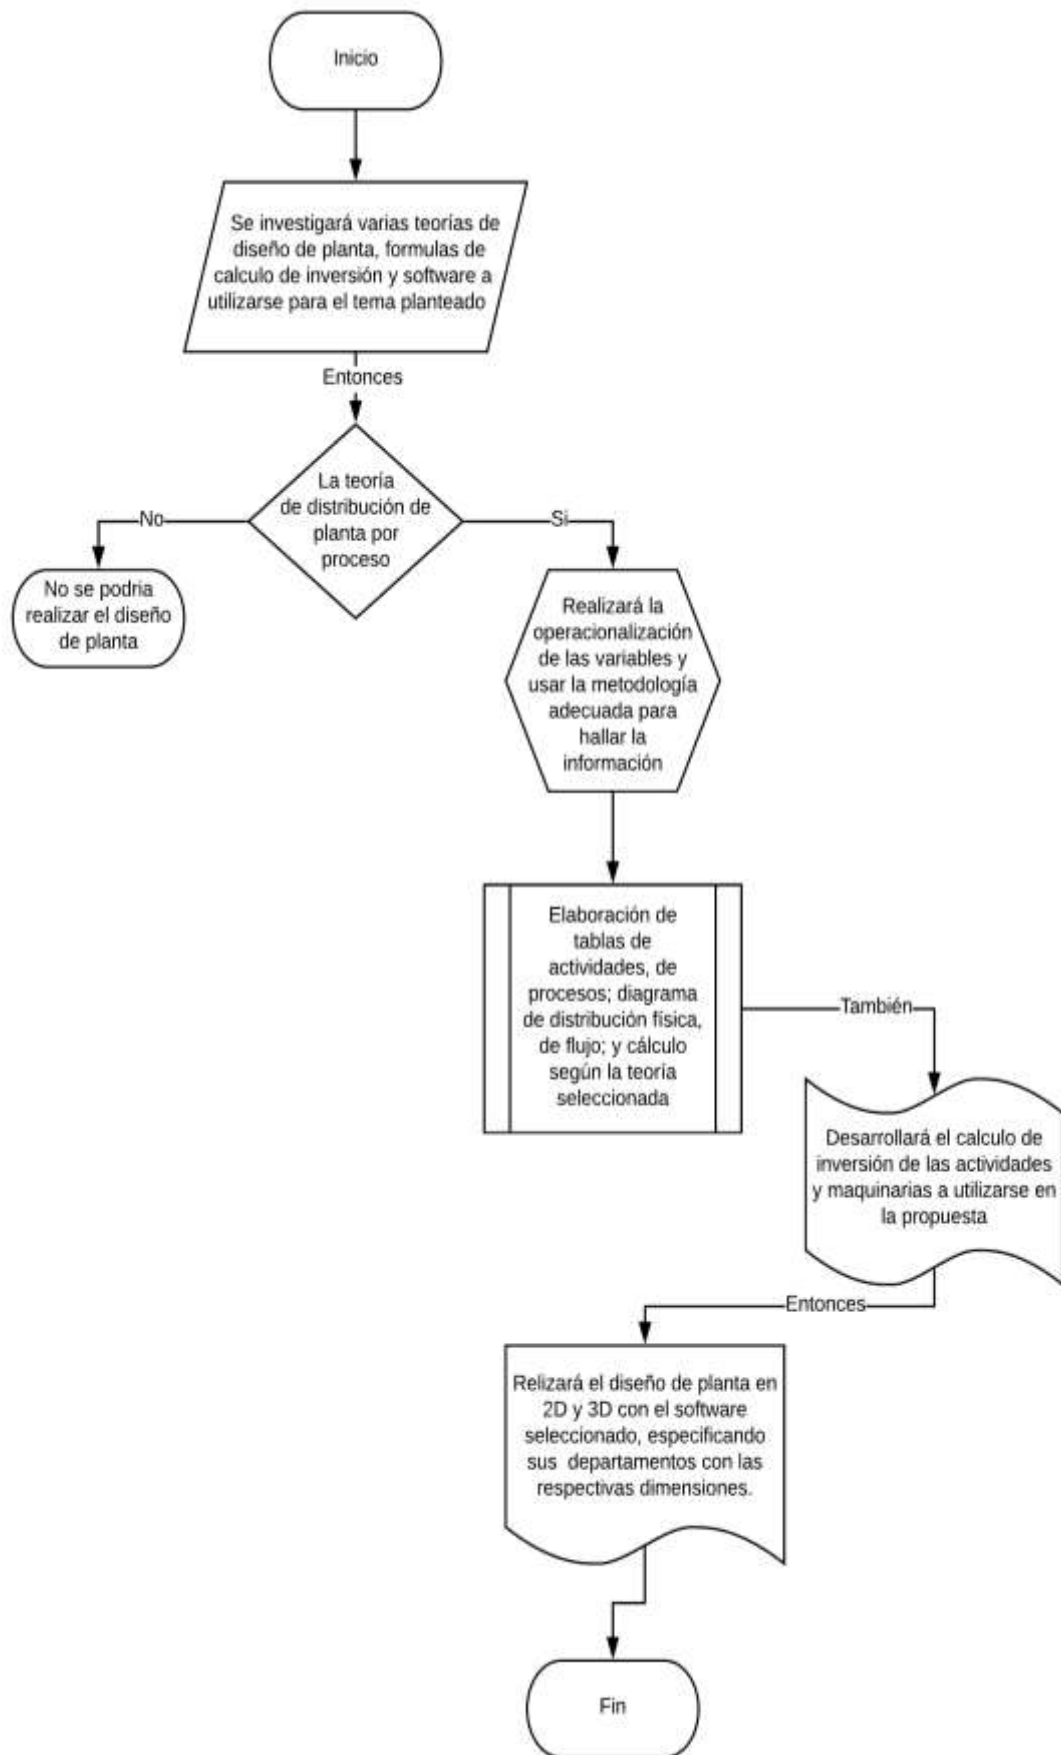 Inicio
Se investigará varias teorías de
diseño de planta, formulas de
calculo de inversión y software a
utilizarse para el tema planteado
Entonces
La teoría
de distribución de
planta por
proceso
No
Si
No se podria
realizar el diseño
de planta
Realizará la
operacionalización
de las variables y
usar la metodología
adecuada para
hallar la
información
Elaboración de
tablas de
actividades, de
procesos; diagrama
de distribución física,
de flujo; y cálculo
según la teoría
seleccionada
También
Desarrollará el calculo de
inversión de las actividades
y maquinarias a utilizarse en
la propuesta
Entonces
Relizará el diseño de planta en
2D y 3D con el software
seleccionado, especificando
sus departamentos con las
respectivas dimensiones.
Fin